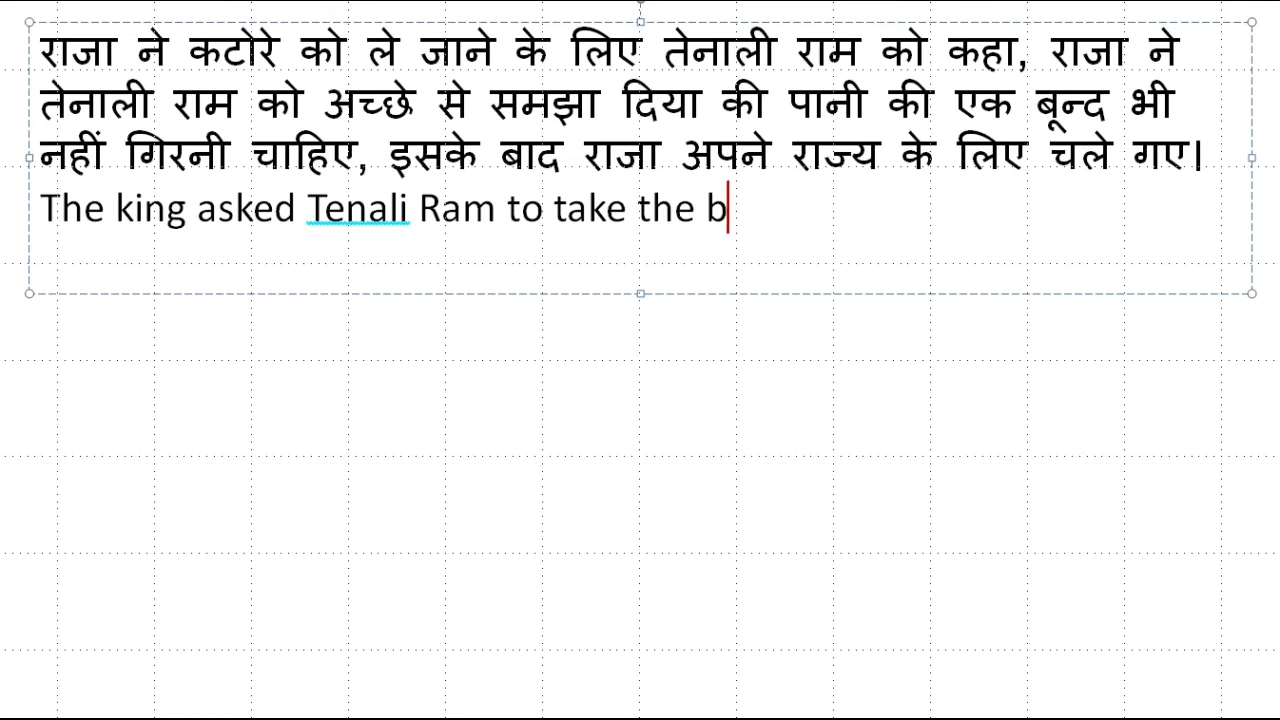 राजा ने कटोरे को ले जाने के लिए तेनाली राम को कहा, राजा ने
तेनाली राम को अच्छे से समझा दिया की पानी की एक बून्द भी
नहीं गिरनी चाहिए, इसके बाद राजा अपने राज्य के लिए चले गए।
The king asked Tenali Ram to take the b